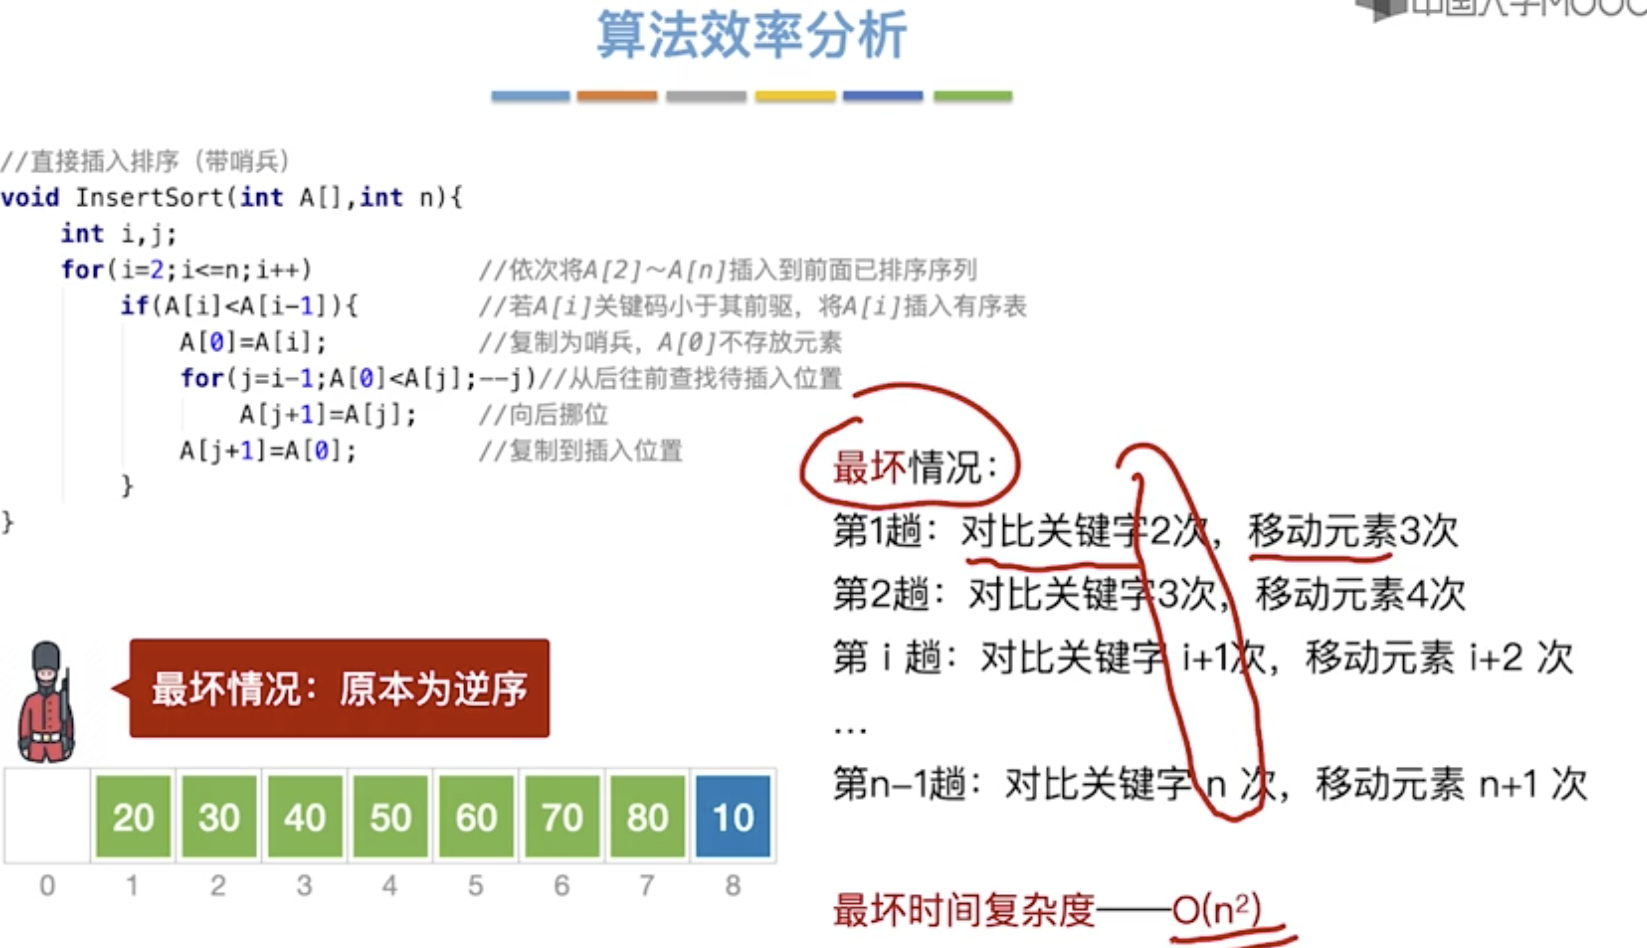 中国大学MOOC
算法效率分析
//直接插入排序（带哨兵）
void InsertSort(int A[],int n){
int i,j;
for(i=2;i<=n;i++) //依次将A[2]～A[n]插入到前面已排序序列
if(A[i]<A[i-1]){ //若A[i]关键码小于其前驱，将A[i]插入有序表
A[0]=A[i]; //复制为哨兵，A[0]不存放元素
for(j=i-1;A[0]<A[j];--j)//从后往前查找待插入位置
A[j+1]=A[j]; //向后挪位
A[j+1]=A[0]; //复制到插入位置
}
}
最坏情况：
第1趟：对比关键字2次，移动元素3次
第2趟：对比关键字3次，移动元素4次
第 i 趟：对比关键字 i+1次，移动元素 i+2 次
…
第n-1趟：对比关键字 n 次，移动元素 n+1 次
最坏时间复杂度——O(n²)
最坏情况：原本为逆序
20 30 40 50 60 70 80 10
0 1 2 3 4 5 6 7 8